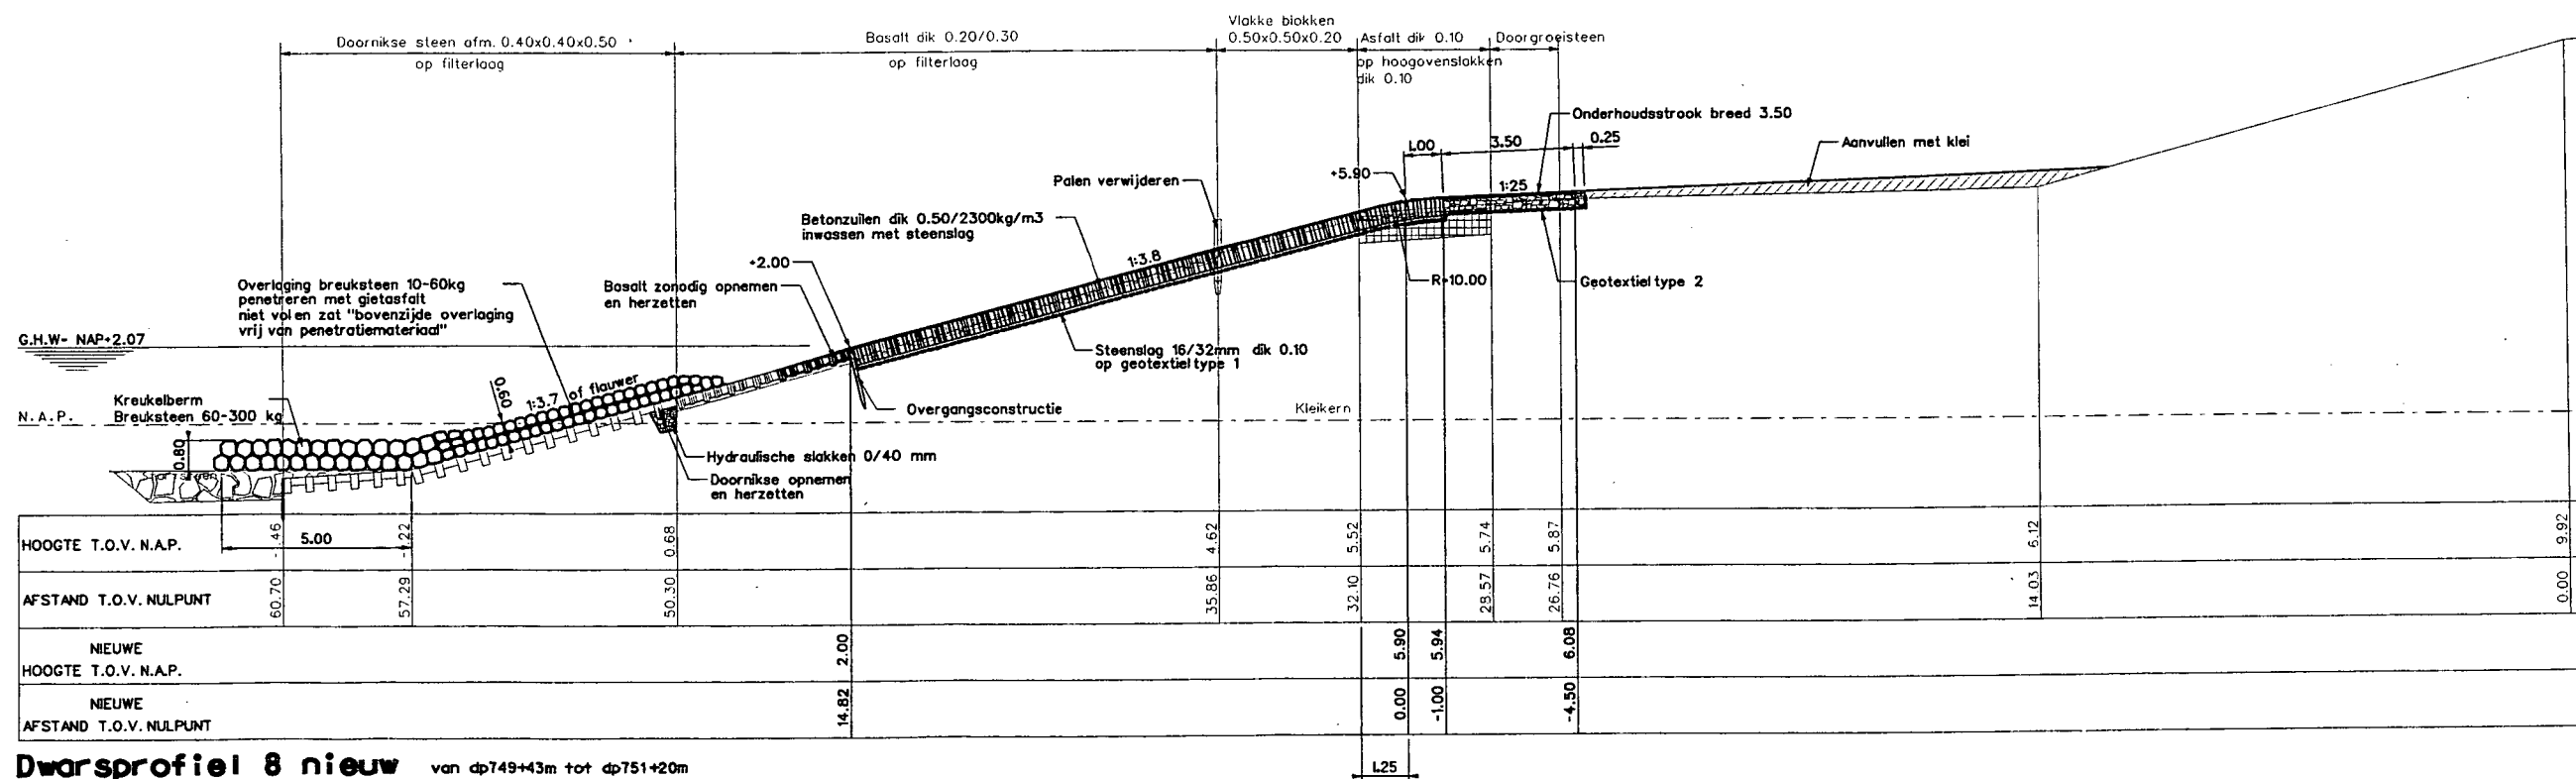 Doornikse steen afm. 0.40x0.40x0.50
op filterlaag
Basalt dik 0.20/0.30
op filterlaag
Vlakke blokken
0.50x0.50x0.20
Asfalt dik 0.10
op hoogovenslakken
dik 0.10
Doorgroeisteen
Onderhoudsstrook breed 3.50
1.00
3.50
0.25
Aanvullen met klei
+5.90
1:25
Palen verwijderen
Betonzuilen dik 0.50/2300kg/m3
inwassen met steenslag
1:3.8
+2.00
R=10.00
Geotextiel type 2
Overlaging breuksteen 10-60kg
penetreren met gietasfalt
niet vol en zat "bovenzijde overlaging
vrij van penetratiemateriaal"
Basalt zonodig opnemen
en herzetten
G.H.W- NAP+2.07
Steenslag 16/32mm dik 0.10
op geotextiel type 1
0.60
1:3.7 of flauwer
Kreukelberm
Breuksteen 60-300 kg
N.A.P.
Overgangsconstructie
Kleikern
0.80
Hydraulische slakken 0/40 mm
Doornikse opnemen
en herzetten
5.00
HOOGTE T.O.V. N.A.P. -1.46 -1.22 0.68 4.62 5.52 5.74 5.87 6.12 9.92
AFSTAND T.O.V. NULPUNT 60.70 57.29 50.30 35.86 32.10 28.57 26.76 14.03 0.00
NIEUWE
HOOGTE T.O.V. N.A.P. 2.00 5.90 5.94 6.08
NIEUWE
AFSTAND T.O.V. NULPUNT 14.82 0.00 -1.00 -4.50
1.25
Dwarsprofiel 8 nieuw van dp749+43m tot dp751+20m